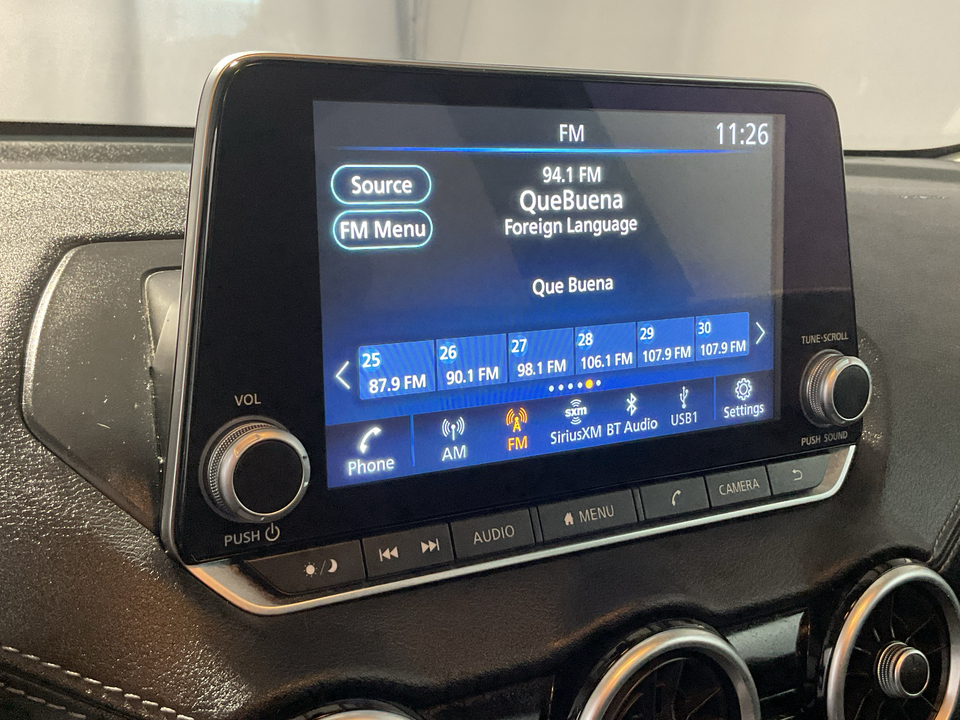 FM
11:26
Source
94.1 FM
QueBuena
FM Menu
Foreign Language
Que Buena
25
87.9 FM
26
90.1 FM
27
98.1 FM
28
106.1 FM
29
107.9 FM
30
107.9 FM
Phone
AM
FM
sxm
SiriusXM
BT Audio
USB1
Settings
VOL
PUSH
TUNE·SCROLL
PUSH SOUND
AUDIO
MENU
CAMERA